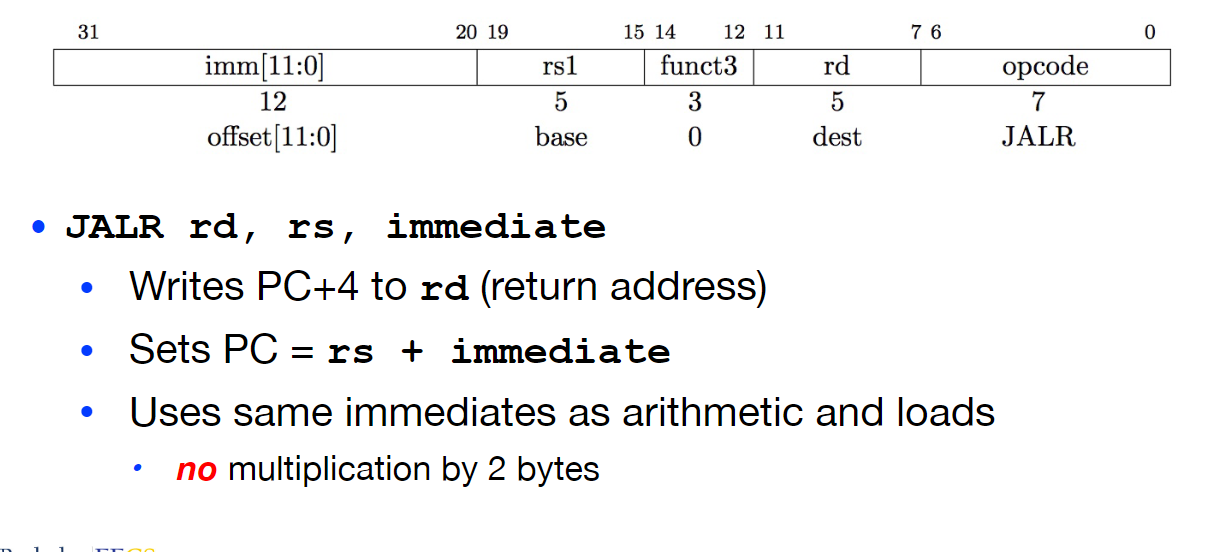 31 20 19 15 14 12 11 7 6 0
imm[11:0] rs1 funct3 rd opcode
12 5 3 5 7
offset[11:0] base 0 dest JALR
• JALR rd, rs, immediate
• Writes PC+4 to rd (return address)
• Sets PC = rs + immediate
• Uses same immediates as arithmetic and loads
• no multiplication by 2 bytes